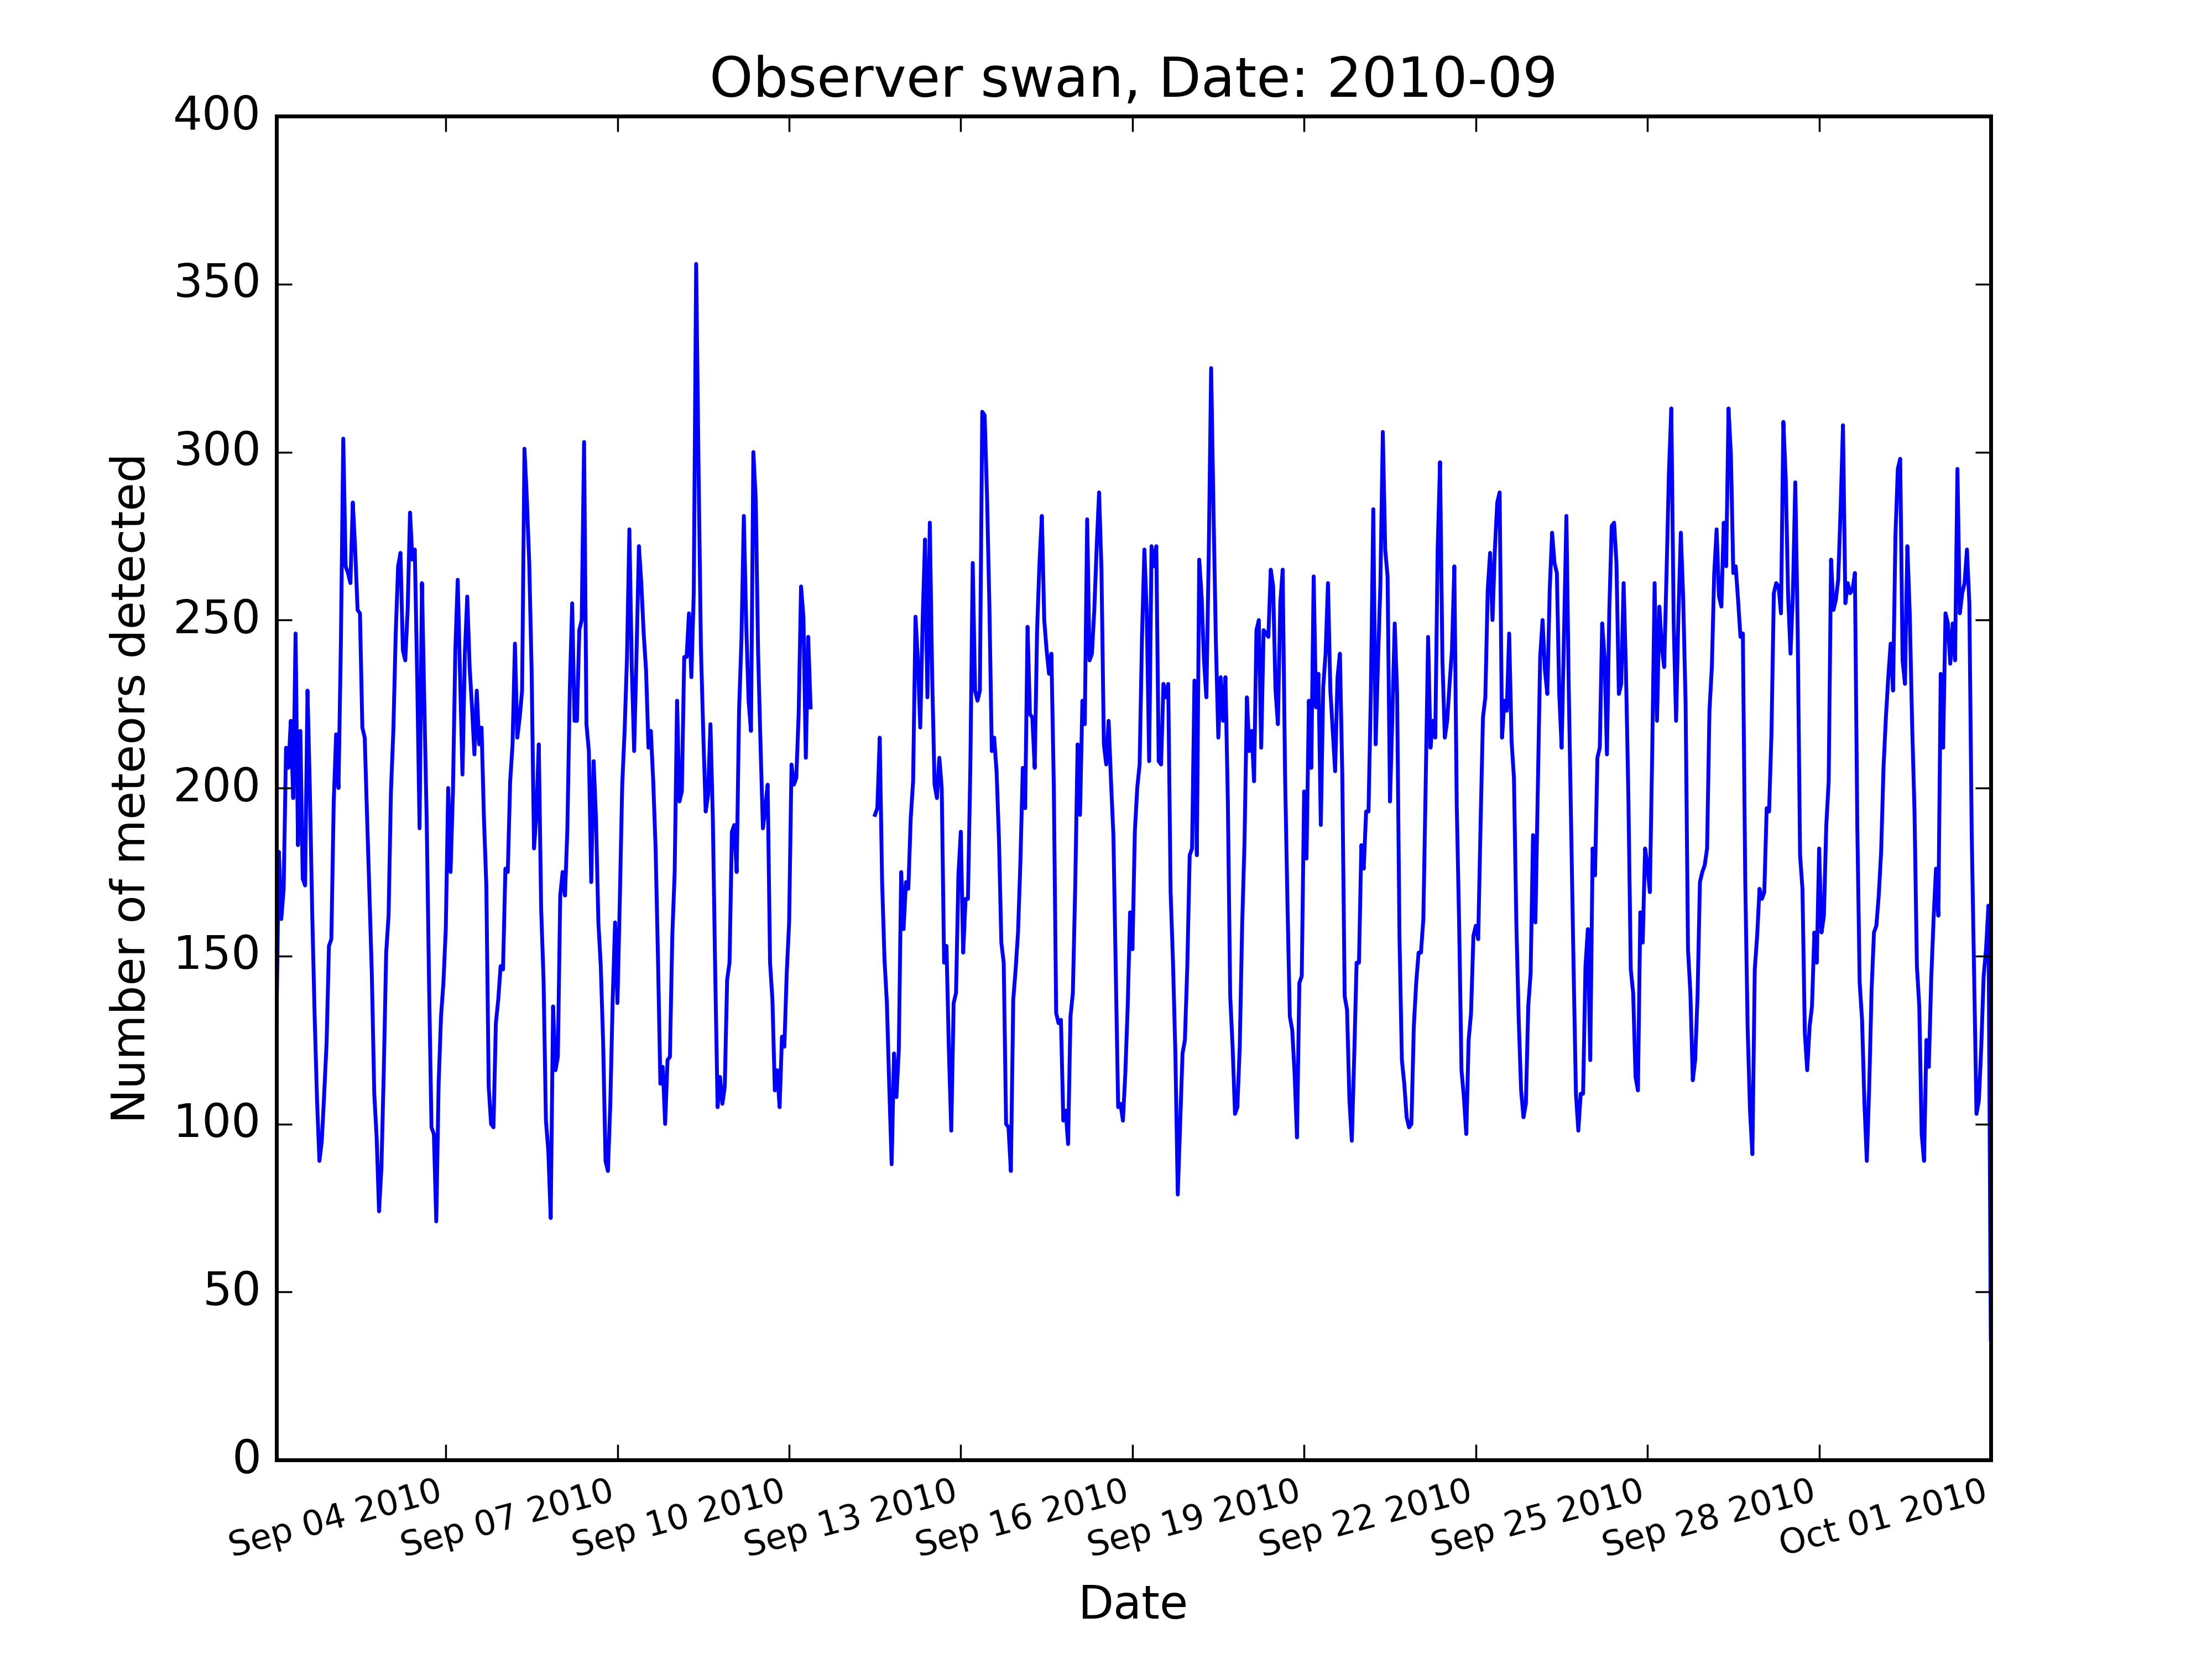 Observer swan, Date: 2010-09
400
350
300
250
200
150
100
50
0
Number of meteors detected
Sep 04 2010
Sep 07 2010
Sep 10 2010
Sep 13 2010
Sep 16 2010
Sep 19 2010
Sep 22 2010
Sep 25 2010
Sep 28 2010
Oct 01 2010
Date